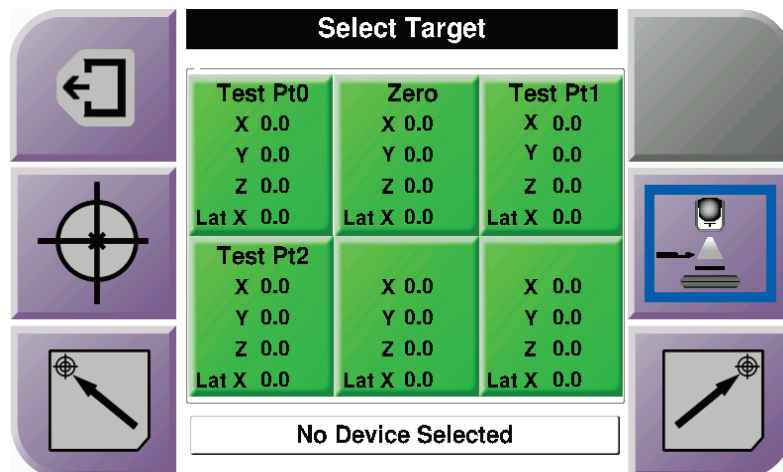 Select Target
Test Pt0 Zero Test Pt1
X 0.0 X 0.0 X 0.0
Y 0.0 Y 0.0 Y 0.0
Z 0.0 Z 0.0 Z 0.0
Lat X 0.0 Lat X 0.0 Lat X 0.0
Test Pt2
X 0.0 X 0.0 X 0.0
Y 0.0 Y 0.0 Y 0.0
Z 0.0 Z 0.0 Z 0.0
Lat X 0.0 Lat X 0.0 Lat X 0.0
No Device Selected